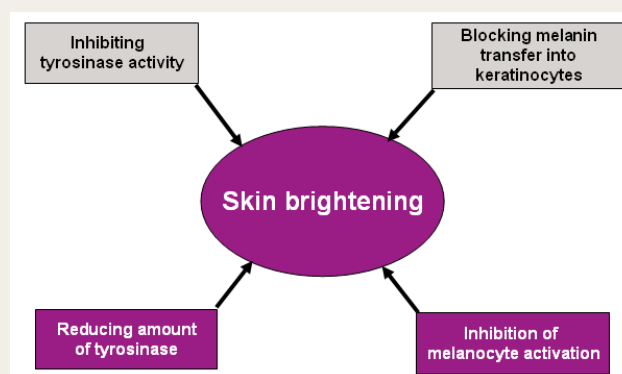 Inhibiting
tyrosinase activity
Blocking melanin
transfer into
keratinocytes
Skin brightening
Reducing amount
of tyrosinase
Inhibition of
melanocyte activation